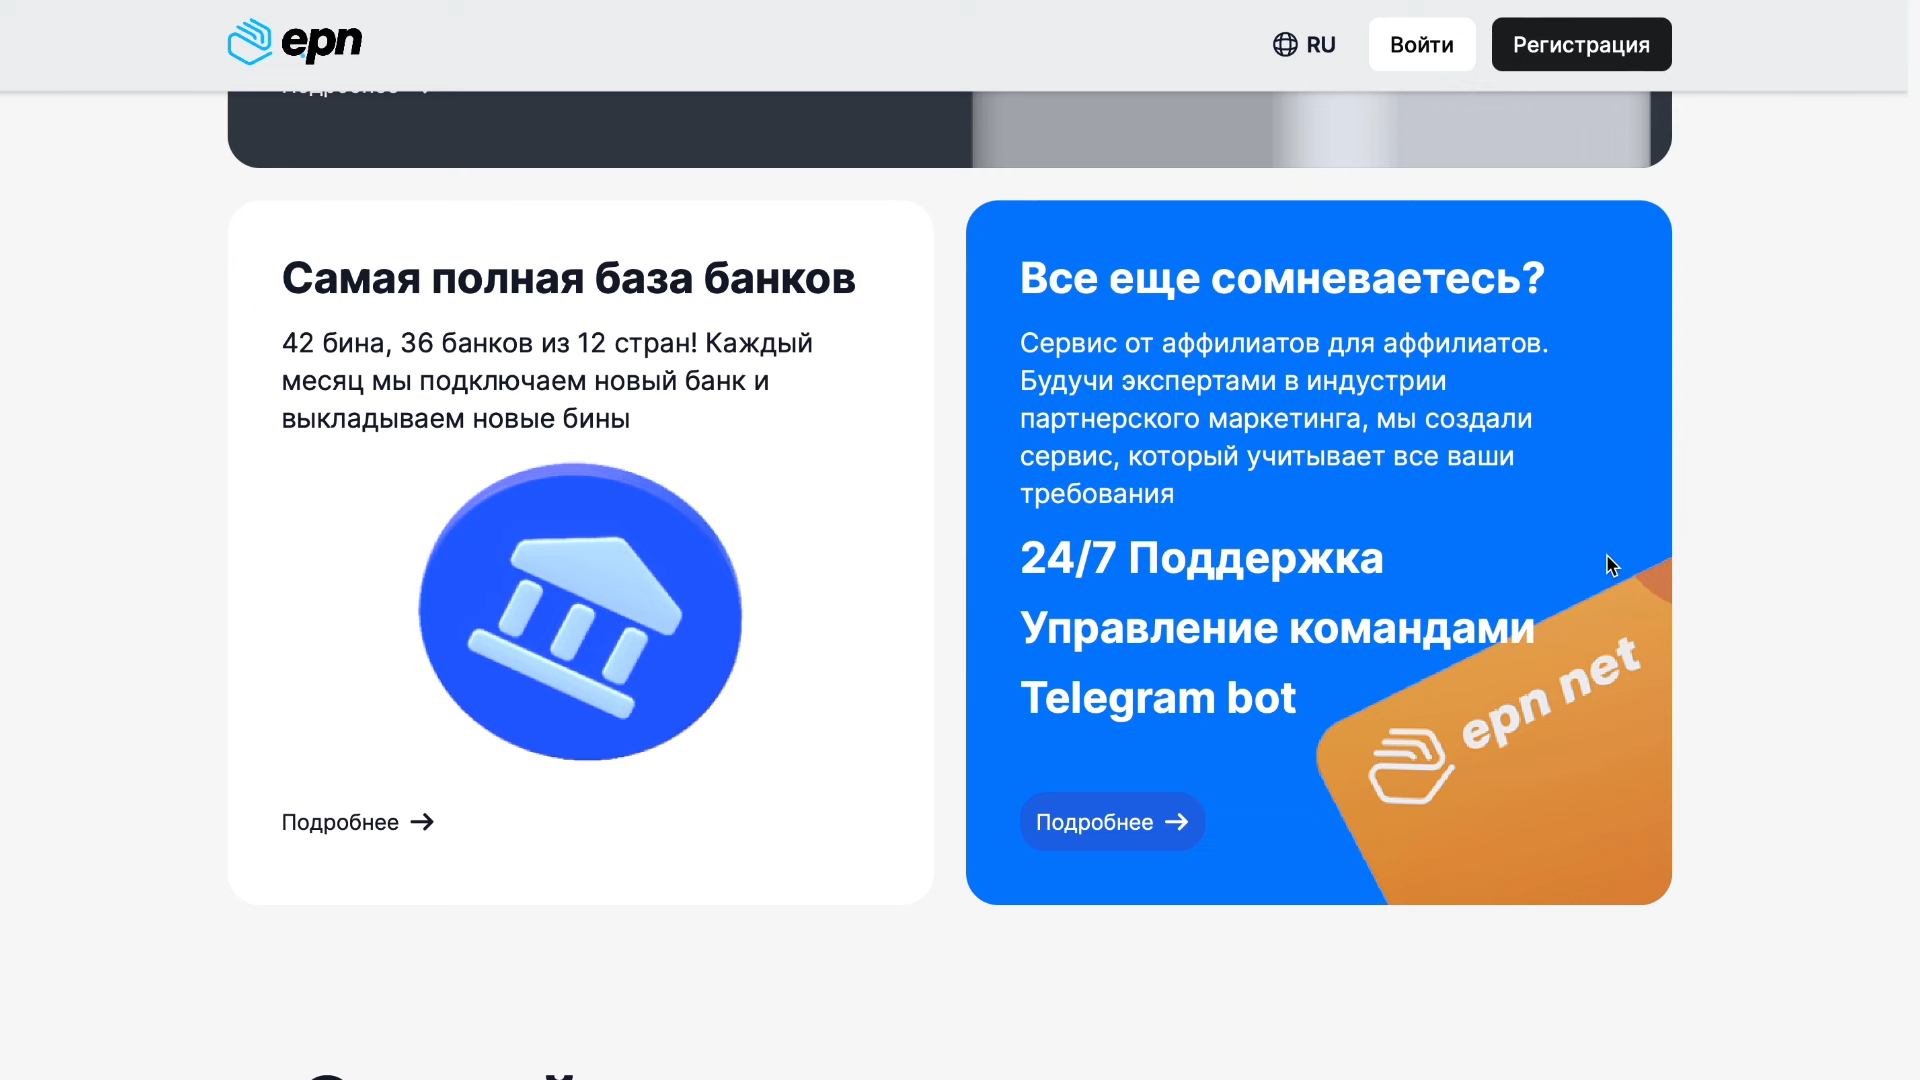 epn
RU
Войти
Регистрация
Самая полная база банков
42 бина, 36 банков из 12 стран! Каждый
месяц мы подключаем новый банк и
выкладываем новые бины
Подробнее
Все еще сомневаетесь?
Сервис от аффилиатов для аффилиатов.
Будучи экспертами в индустрии
партнерского маркетинга, мы создали
сервис, который учитывает все ваши
требования
24/7 Поддержка
Управление командами
Telegram bot
epn net
Подробнее